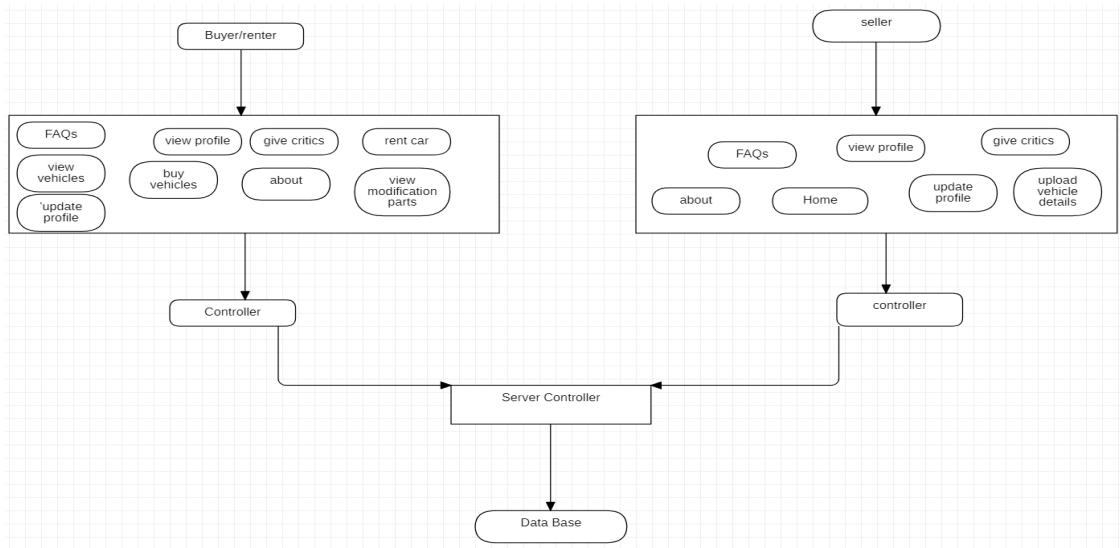 Buyer/renter
seller
FAQs
view profile
give critics
rent car
view
vehicles
buy
vehicles
about
view
modification
parts
'update
profile
FAQs
view profile
give critics
about
Home
update
profile
upload
vehicle
details
Controller
controller
Server Controller
Data Base